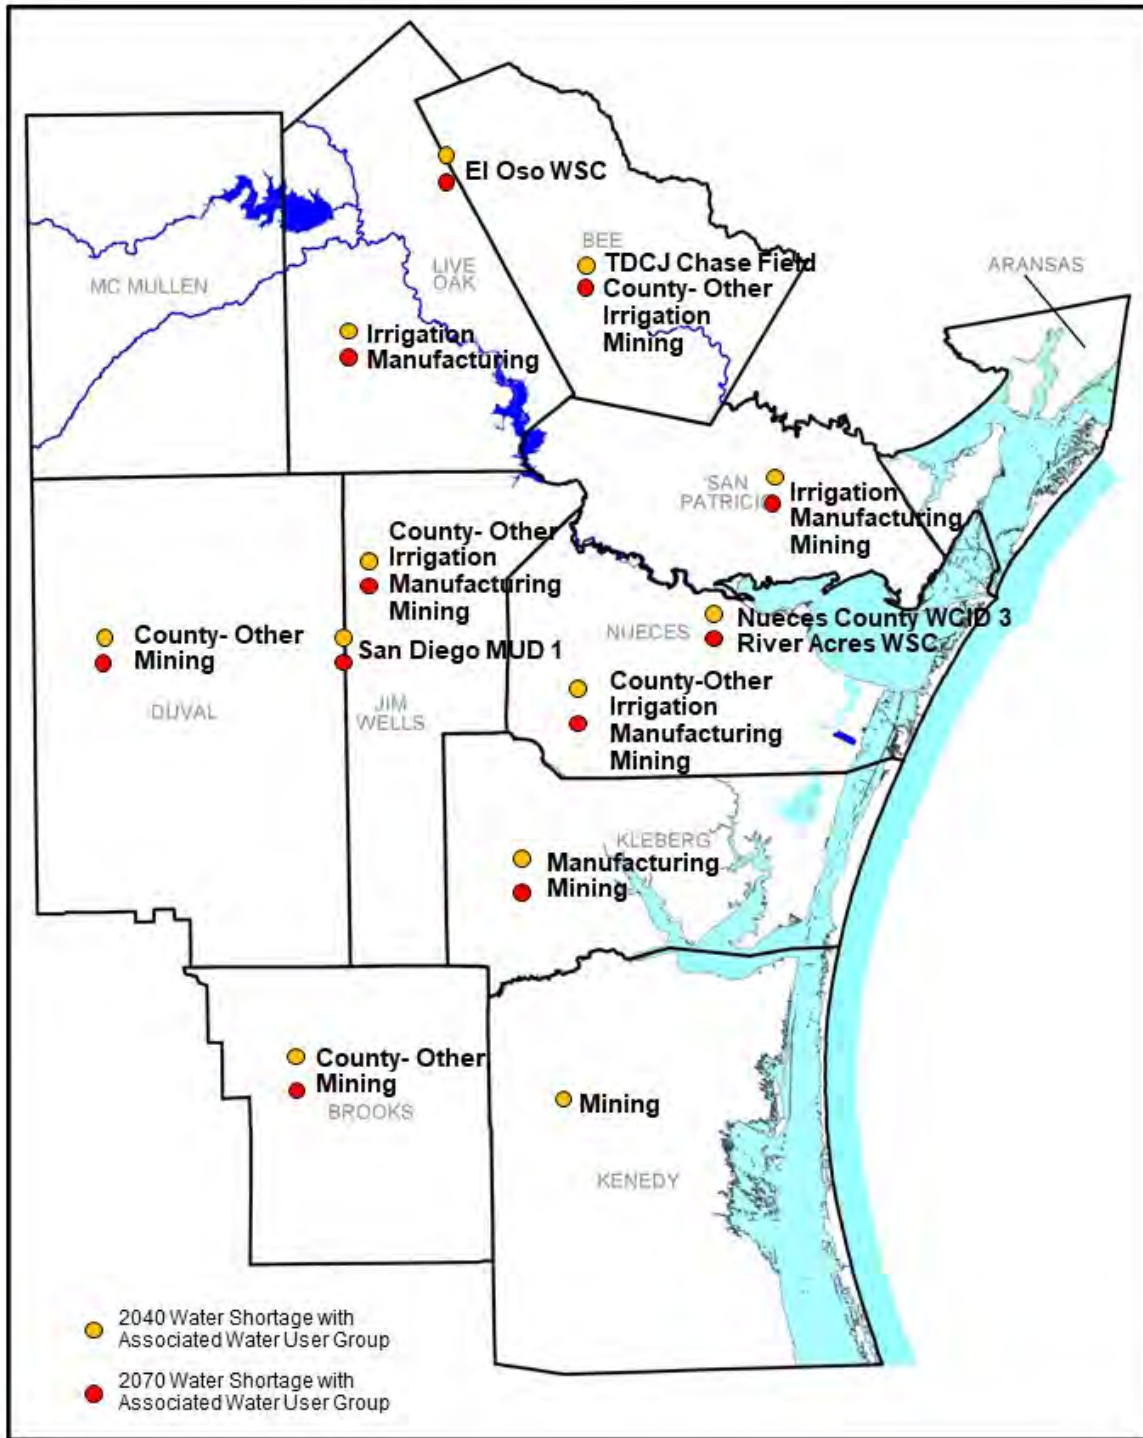 El Oso WSC
BEE
TDCJ Chase Field
County- Other
Irrigation
Mining
ARANSAS
MC MULLEN
LIVE
OAK
Irrigation
Manufacturing
SAN
PATRICIO
Irrigation
Manufacturing
Mining
County- Other
Irrigation
Manufacturing
Mining
NUECES
Nueces County WCID 3
River Acres WSC
County- Other
Mining
San Diego MUD 1
DUVAL
JIM
WELLS
County-Other
Irrigation
Manufacturing
Mining
KLEBERG
Manufacturing
Mining
County- Other
Mining
BROOKS
Mining
KENEDY
2040 Water Shortage with
Associated Water User Group
2070 Water Shortage with
Associated Water User Group